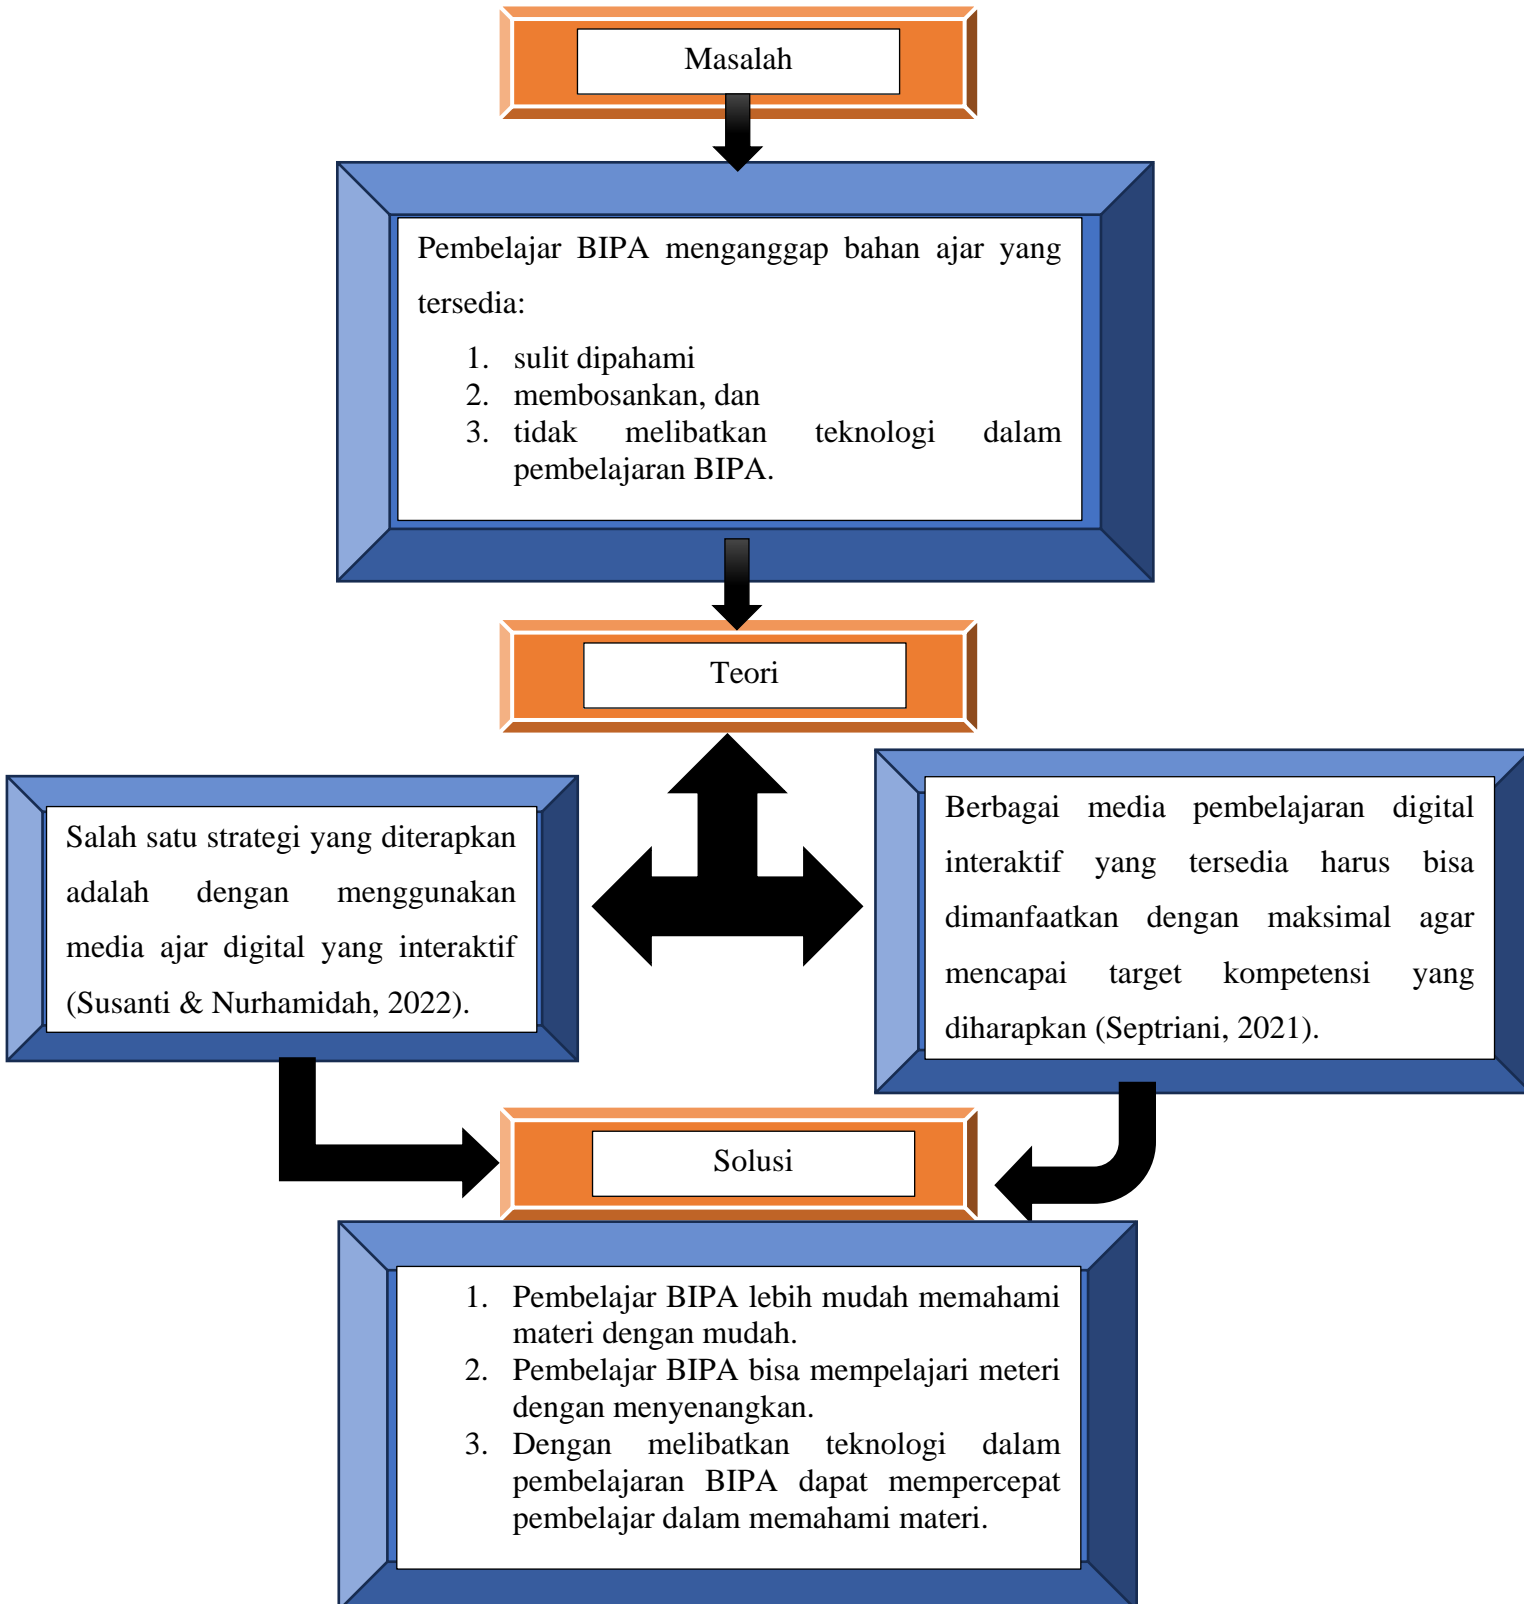 Masalah
Pembelajar BIPA menganggap bahan ajar yang
tersedia:
1. sulit dipahami
2. membosankan, dan
3. tidak melibatkan teknologi dalam
pembelajaran BIPA.
Teori
Salah satu strategi yang diterapkan
adalah dengan menggunakan
media ajar digital yang interaktif
(Susanti & Nurhamidah, 2022).
Berbagai media pembelajaran digital
interaktif yang tersedia harus bisa
dimanfaatkan dengan maksimal agar
mencapai target kompetensi yang
diharapkan (Septriani, 2021).
Solusi
1. Pembelajar BIPA lebih mudah memahami
materi dengan mudah.
2. Pembelajar BIPA bisa mempelajari meteri
dengan menyenangkan.
3. Dengan melibatkan teknologi dalam
pembelajaran BIPA dapat mempercepat
pembelajar dalam memahami materi.